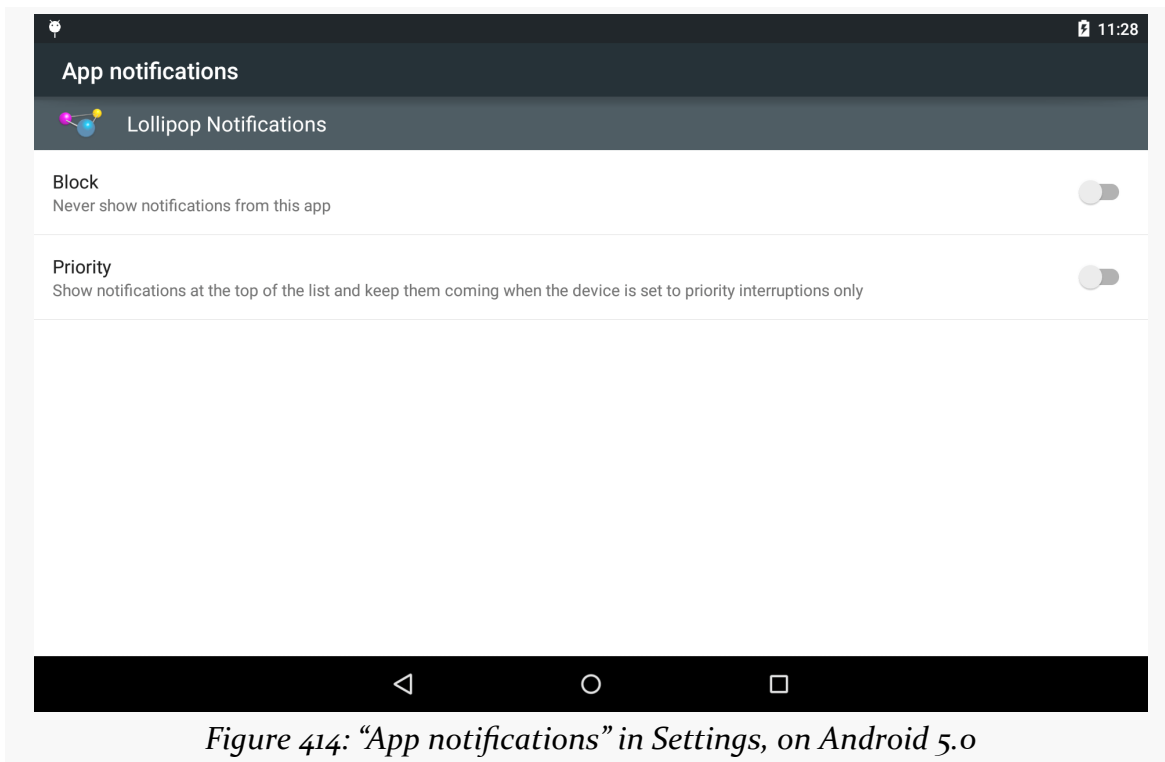 11:28
App notifications
Lollipop Notifications
Block
Never show notifications from this app
Priority
Show notifications at the top of the list and keep them coming when the device is set to priority interruptions only
Figure 414: “App notifications” in Settings, on Android 5.0